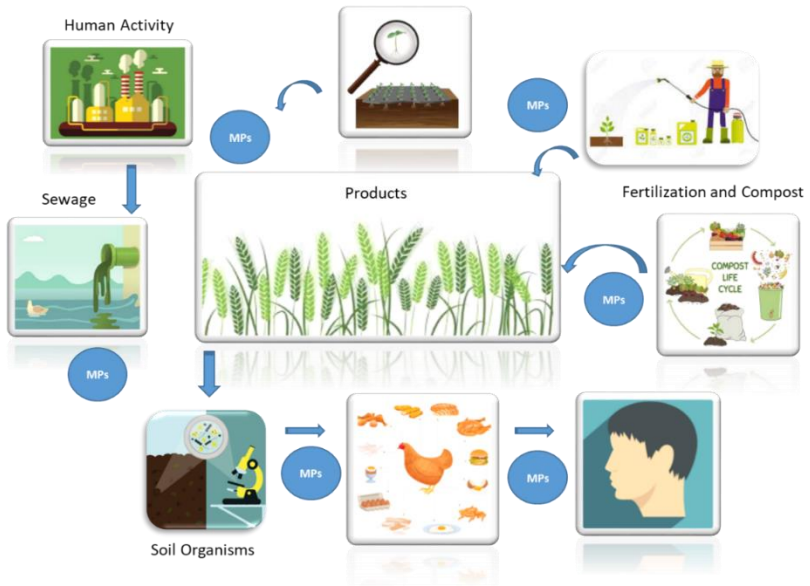 Human Activity
MPs
MPs
Sewage
Products
Fertilization and Compost
COMPOST
LIFE
CYCLE
MPs
MPs
MPs
MPs
Soil Organisms